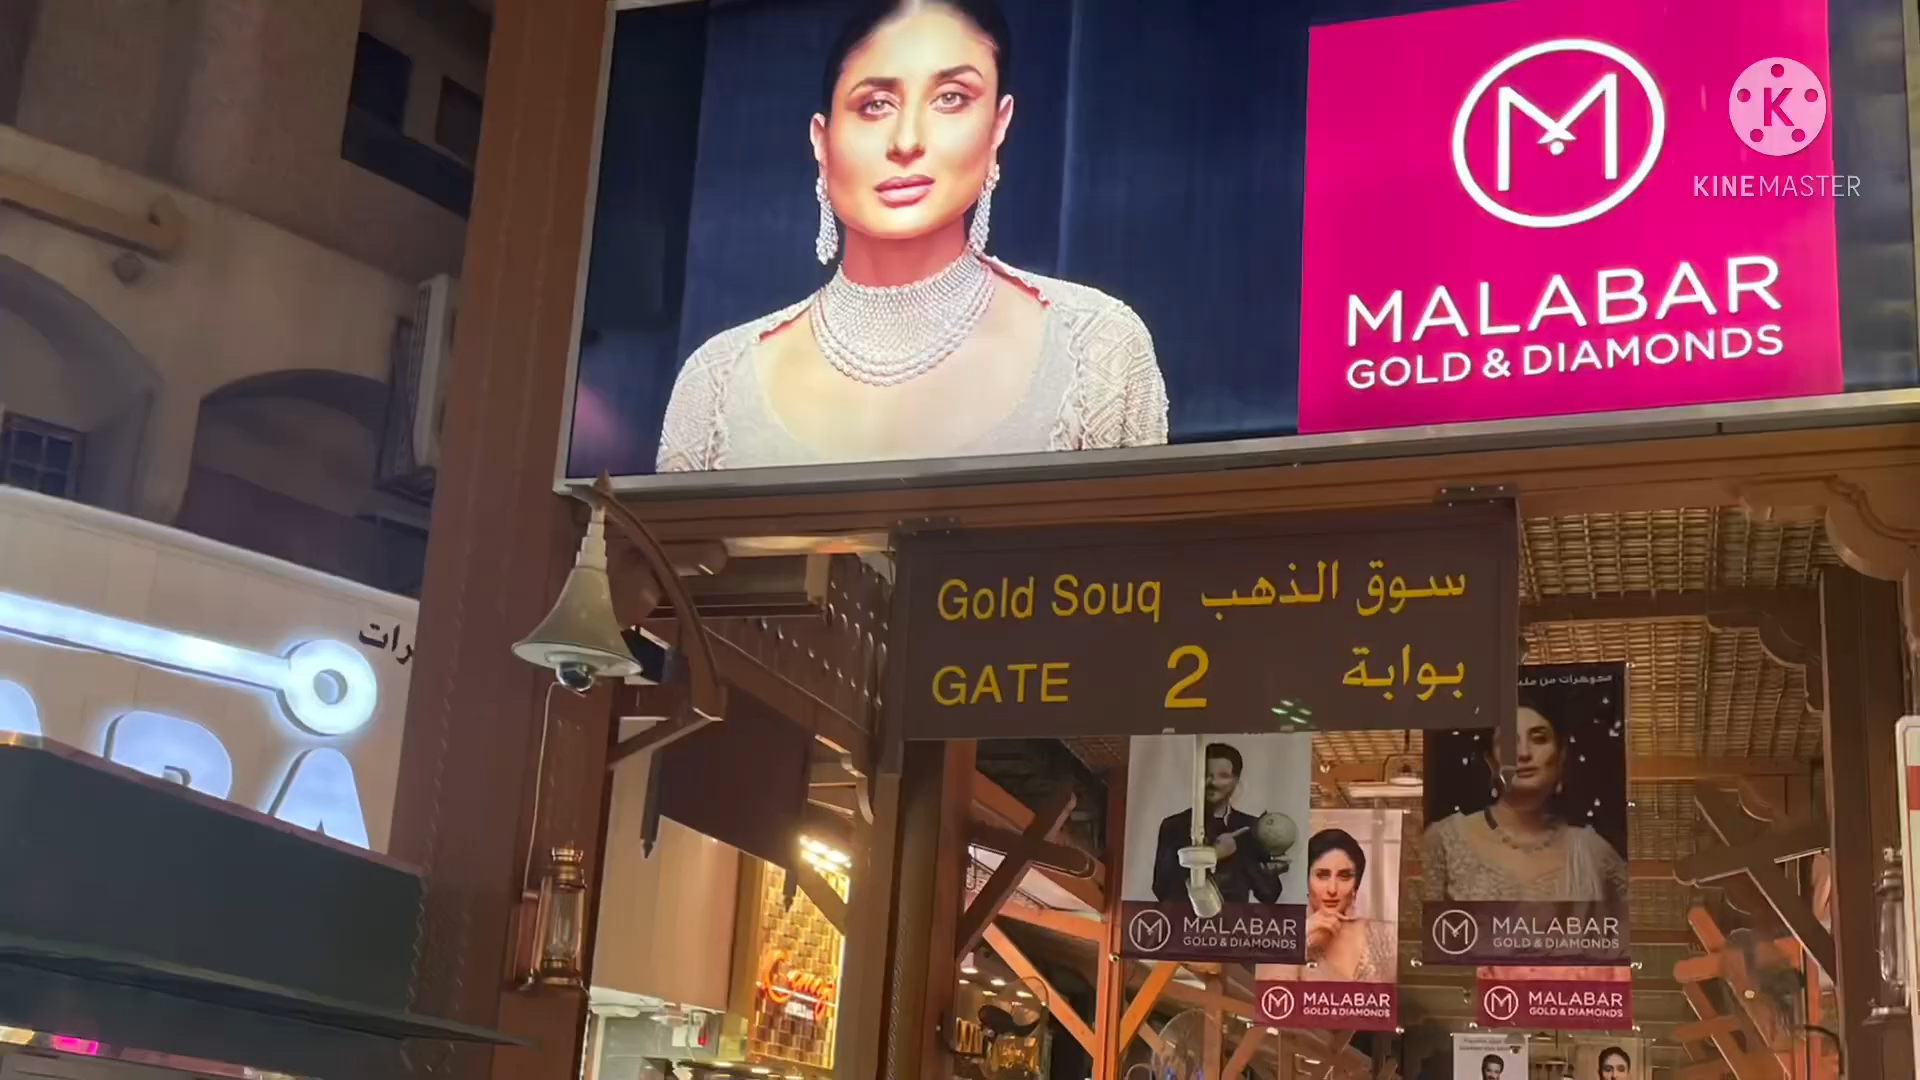 MALABAR
GOLD & DIAMONDS
K
KINEMASTER
Gold Souq سوق الذهب
GATE 2 بوابة
MALABAR
GOLD & DIAMONDS
MALABAR
GOLD & DIAMONDS
MALABAR
GOLD & DIAMONDS
MALABAR
GOLD & DIAMONDS